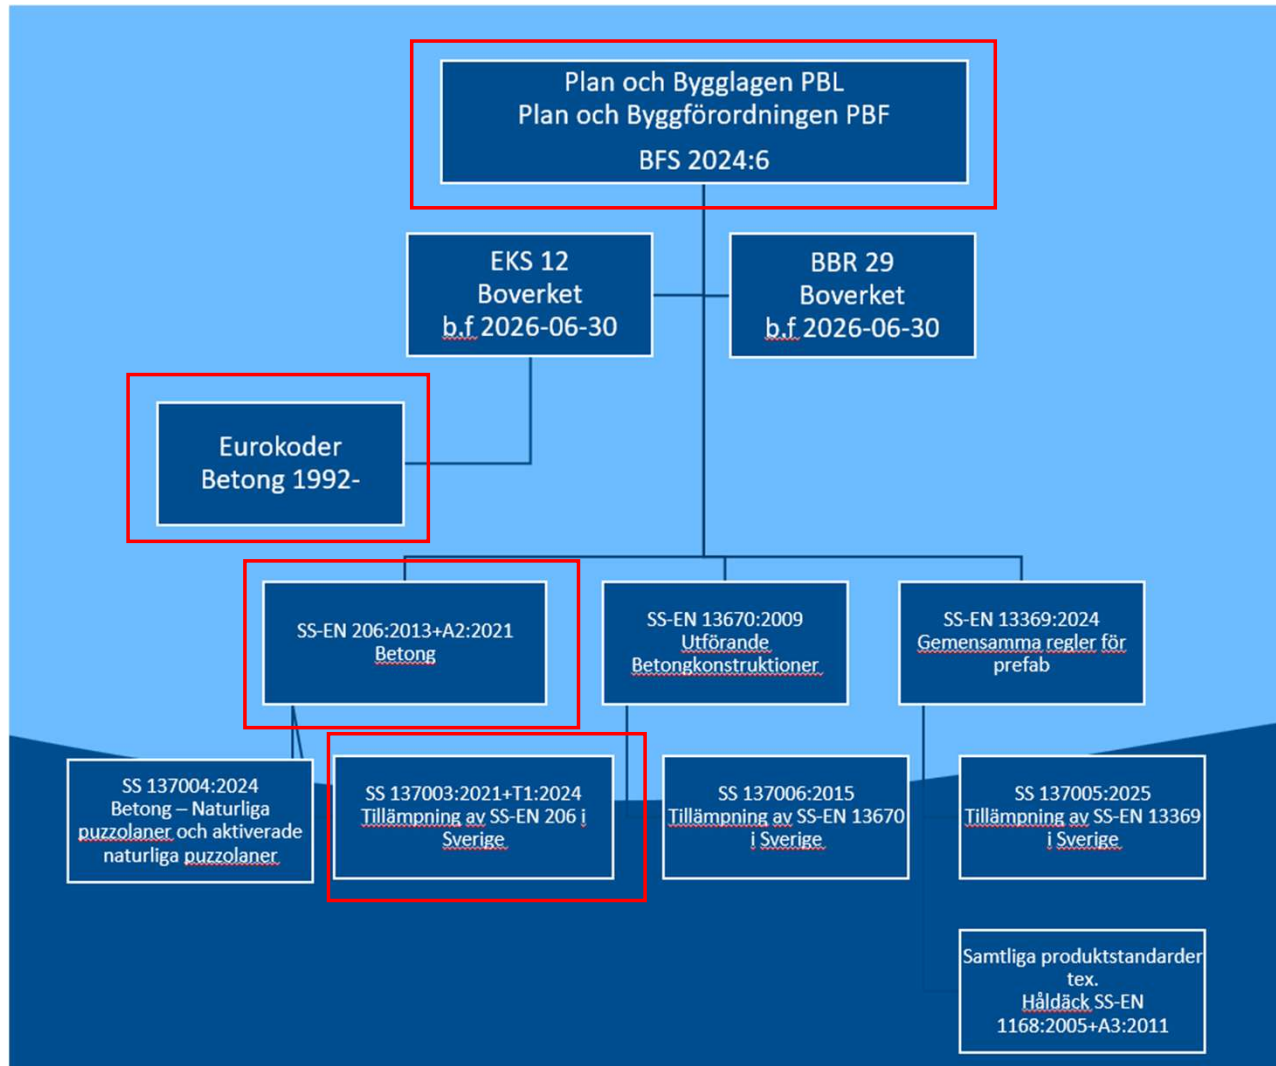 Plan och Bygglagen PBL
Plan och Byggförordningen PBF
BFS 2024:6
EKS 12
Boverket
b.f 2026-06-30
BBR 29
Boverket
b.f 2026-06-30
Eurokoder
Betong 1992-
SS-EN 206:2013+A2:2021
Betong
SS-EN 13670:2009
Utförande
Betongkonstruktioner
SS-EN 13369:2024
Gemensamma regler för
prefab
SS 137004:2024
Betong – Naturliga
puzzolaner och aktiverade
naturliga puzzolaner
SS 137003:2021+T1:2024
Tillämpning av SS-EN 206 i
Sverige
SS 137006:2015
Tillämpning av SS-EN 13670
i Sverige
SS 137005:2025
Tillämpning av SS-EN 13369
i Sverige
Samtliga produktstandarder
tex.
Håldäck SS-EN
1168:2005+A3:2011